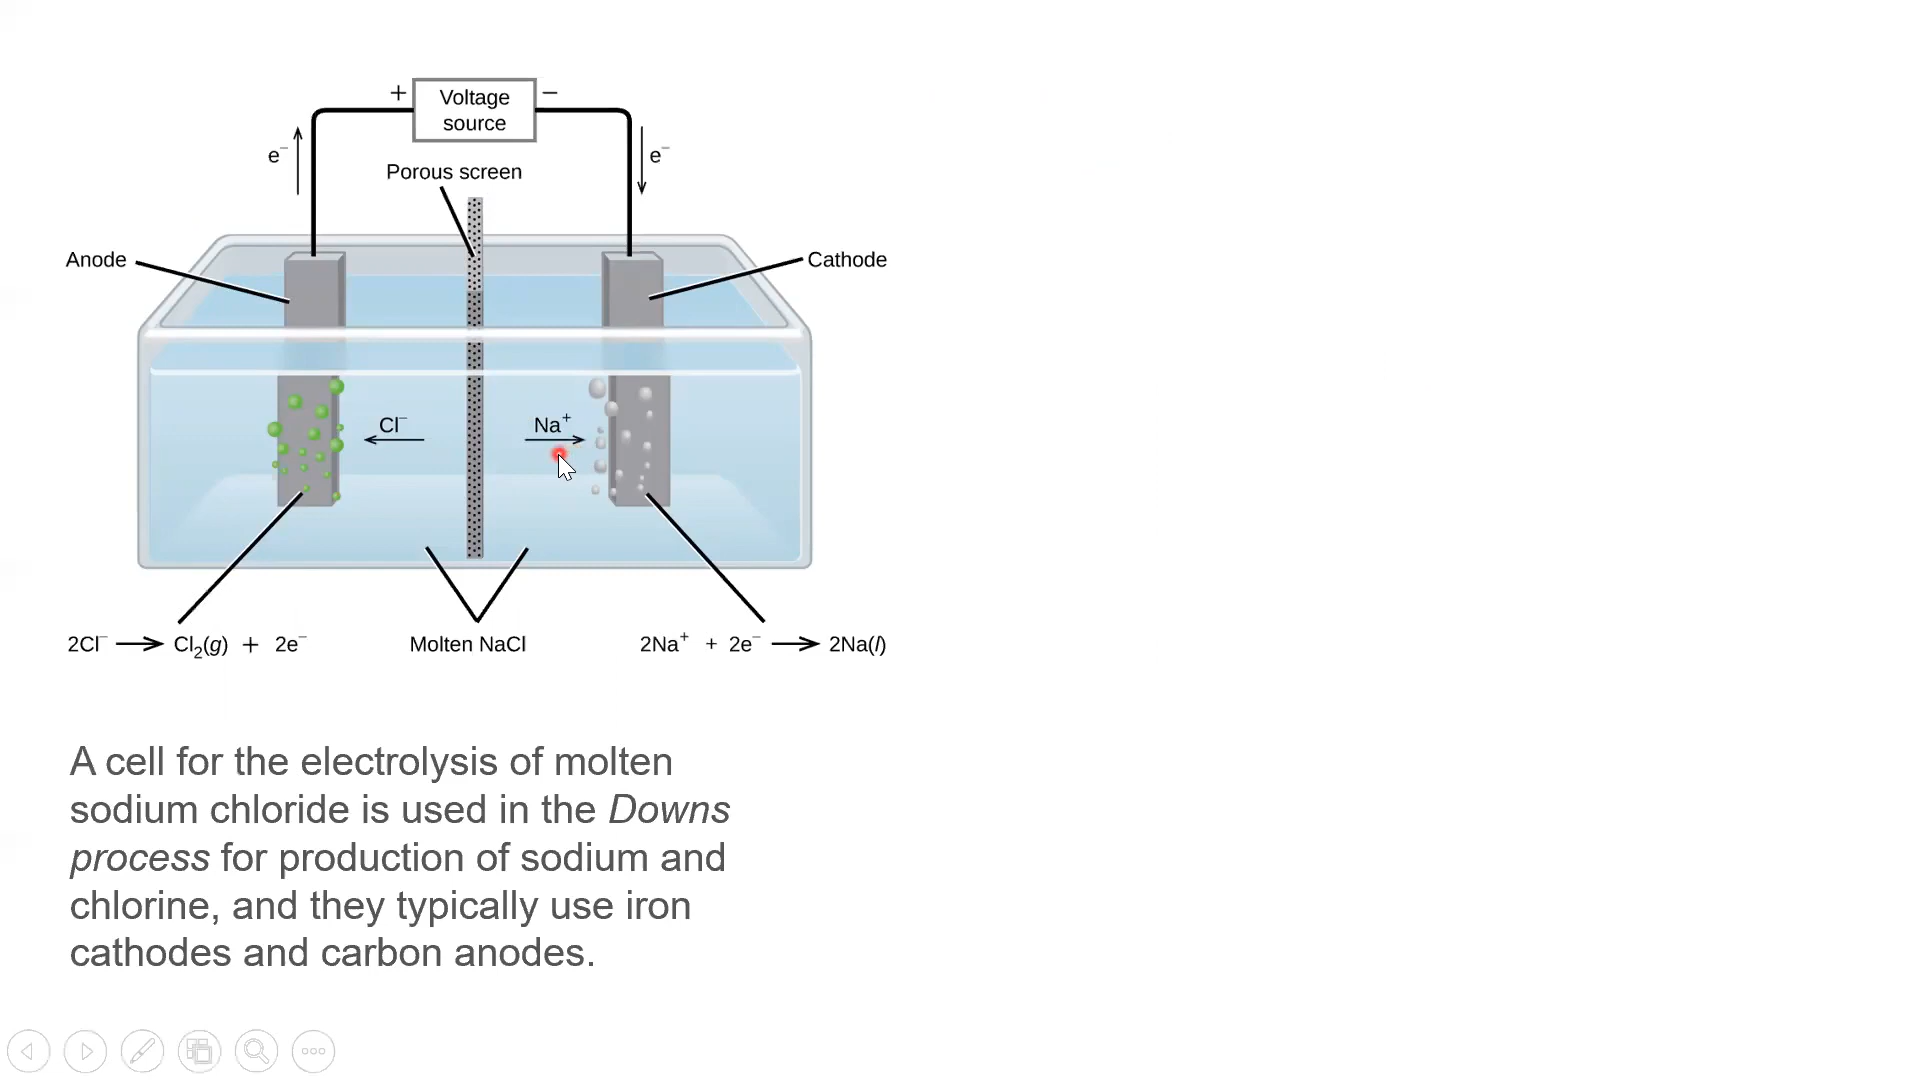 + Voltage source −
e⁻
e⁻
Porous screen
Anode
Cathode
Cl⁻
Na⁺
2Cl⁻ ⟶ Cl₂(g) + 2e⁻
Molten NaCl
2Na⁺ + 2e⁻ ⟶ 2Na(l)
A cell for the electrolysis of molten
sodium chloride is used in the Downs
process for production of sodium and
chlorine, and they typically use iron
cathodes and carbon anodes.